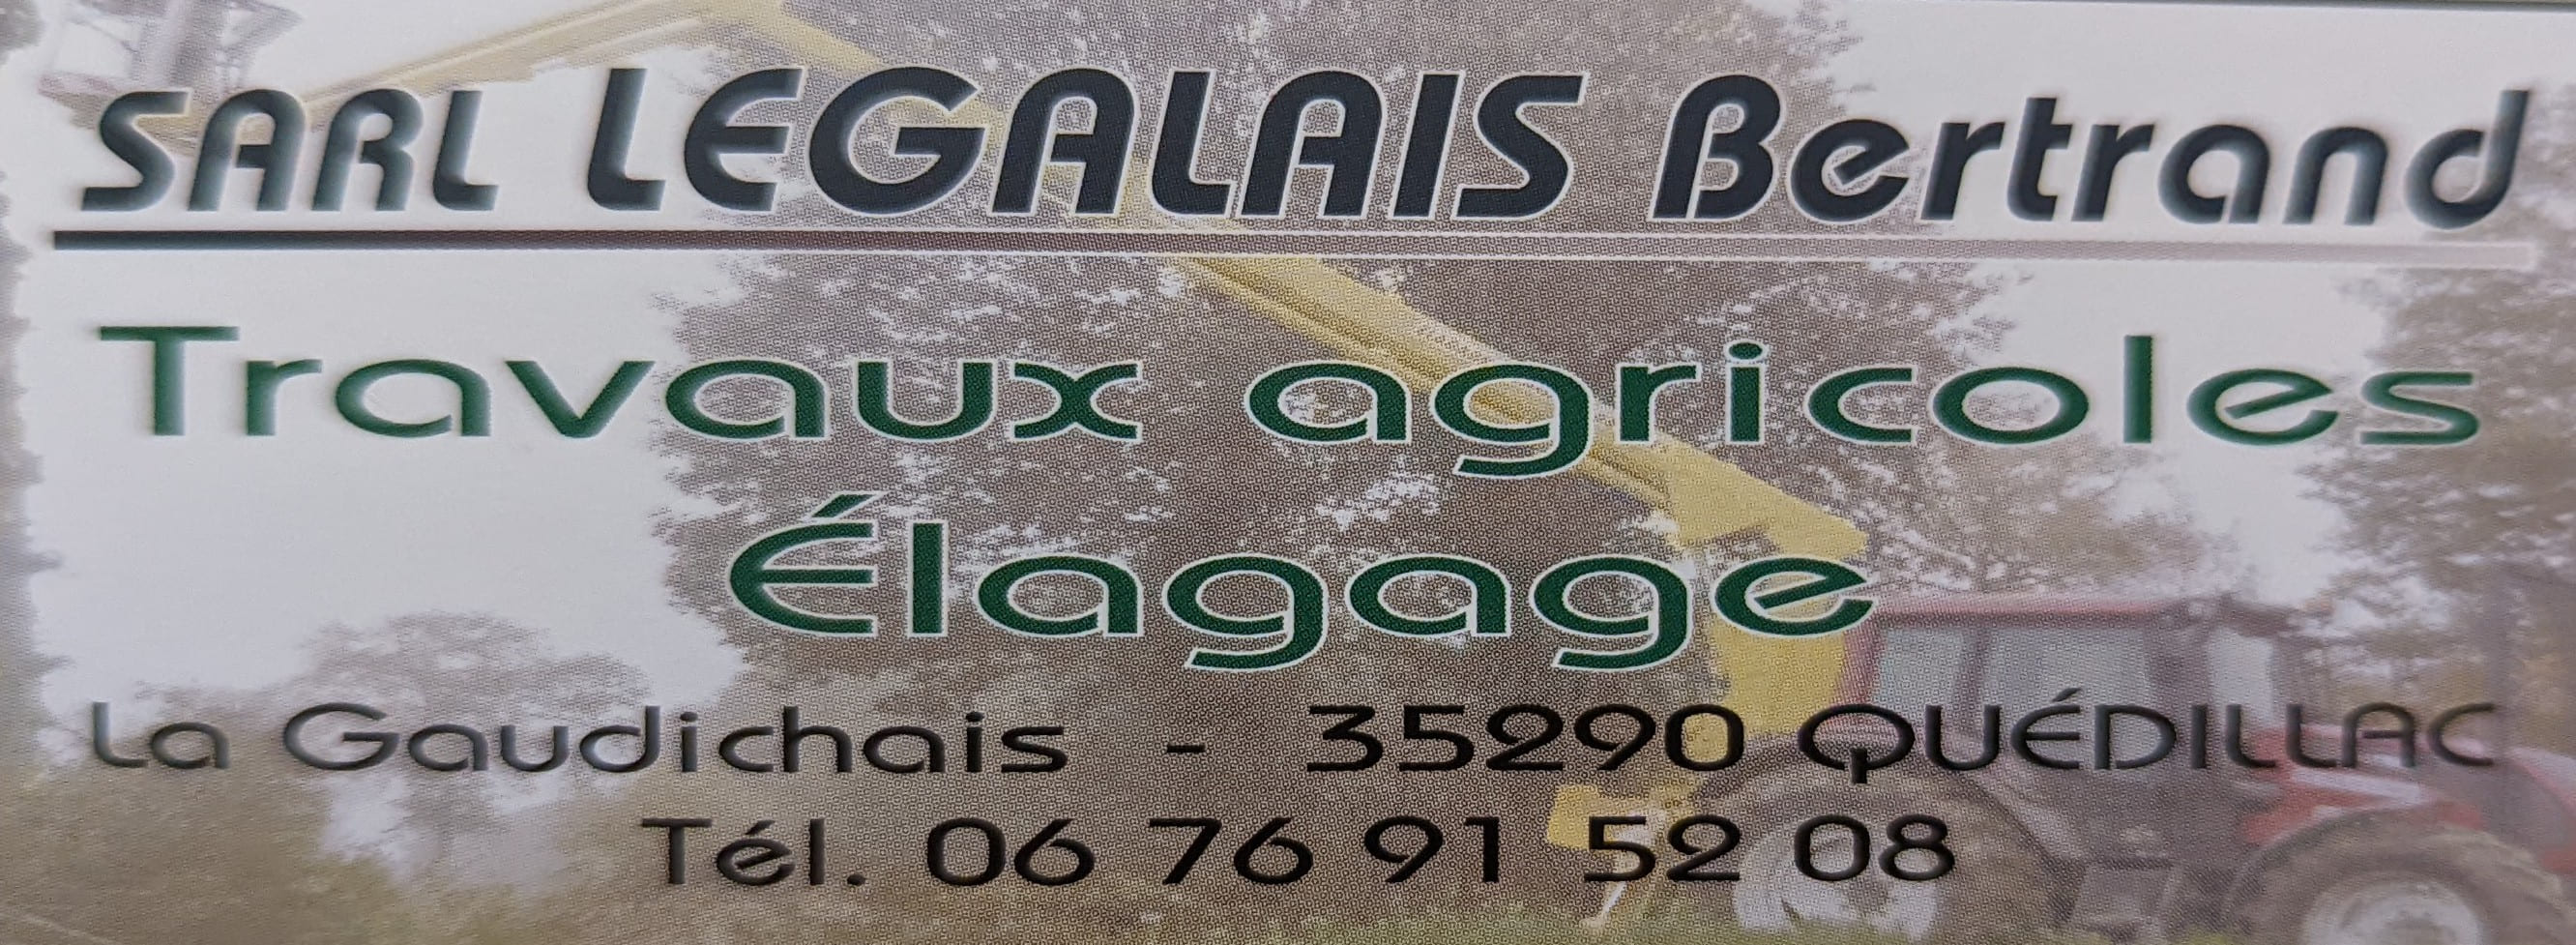 SARL LEGALAIS Bertrand
Travaux agricoles
Élagage
La Gaudichais - 35290 QUÉDILLAC
Tél. 06 76 91 52 08